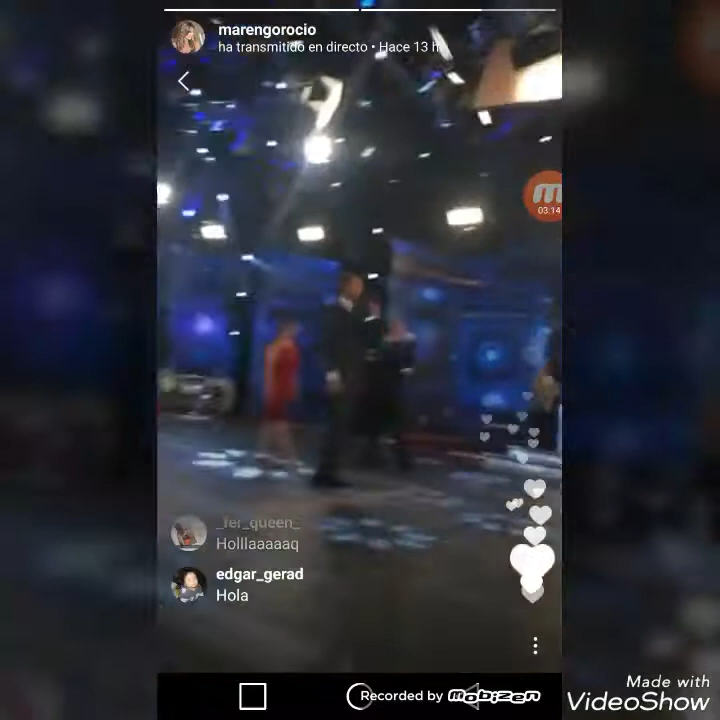 marengorocio
ha transmitido en directo • Hace 13 h
03:14
_fer_queen_
Holllaaaaaq
edgar_gerad
Hola
Recorded by mobizen
Made with
VideoShow